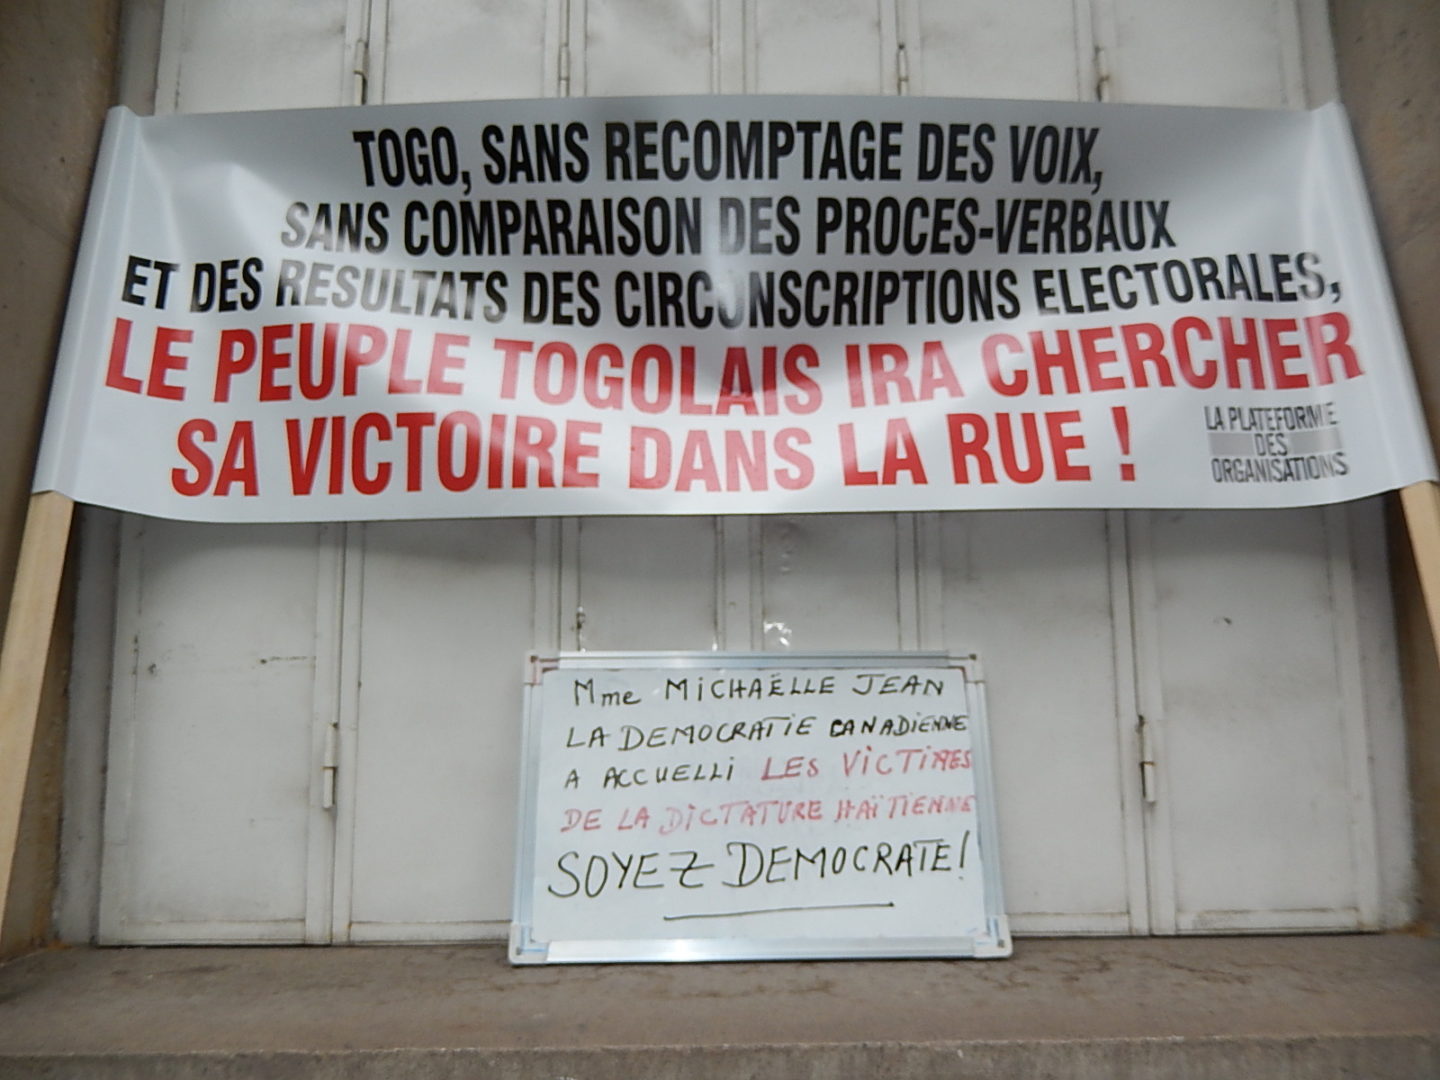 TOGO, SANS RECOMPTAGE DES VOIX,
SANS COMPARAISON DES PROCES-VERBAUX
ET DES RESULTATS DES CIRCONSCRIPTIONS ELECTORALES,
LE PEUPLE TOGOLAIS IRA CHERCHER
SA VICTOIRE DANS LA RUE !
LA PLATEFORME
DES
ORGANISATIONS
Mme MiCHAËLLE JEAN
LA DEMOCRATiE CANADiENNE
A ACCUELLi LES ViCTiMES
DE LA DiCTATURE HAÏTiENNE
SOYEZ DEMOCRATE!